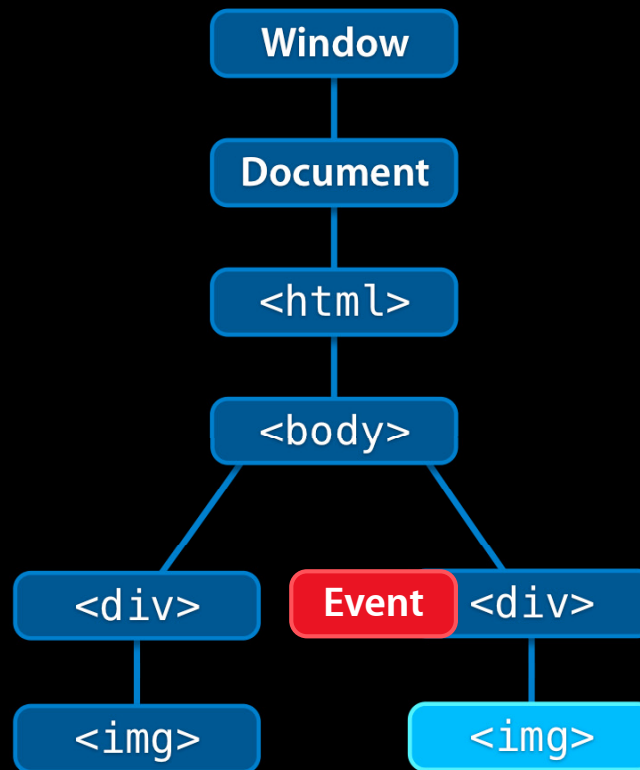 Window
Document
<html>
<body>
<div>
Event
<div>
<img>
<img>